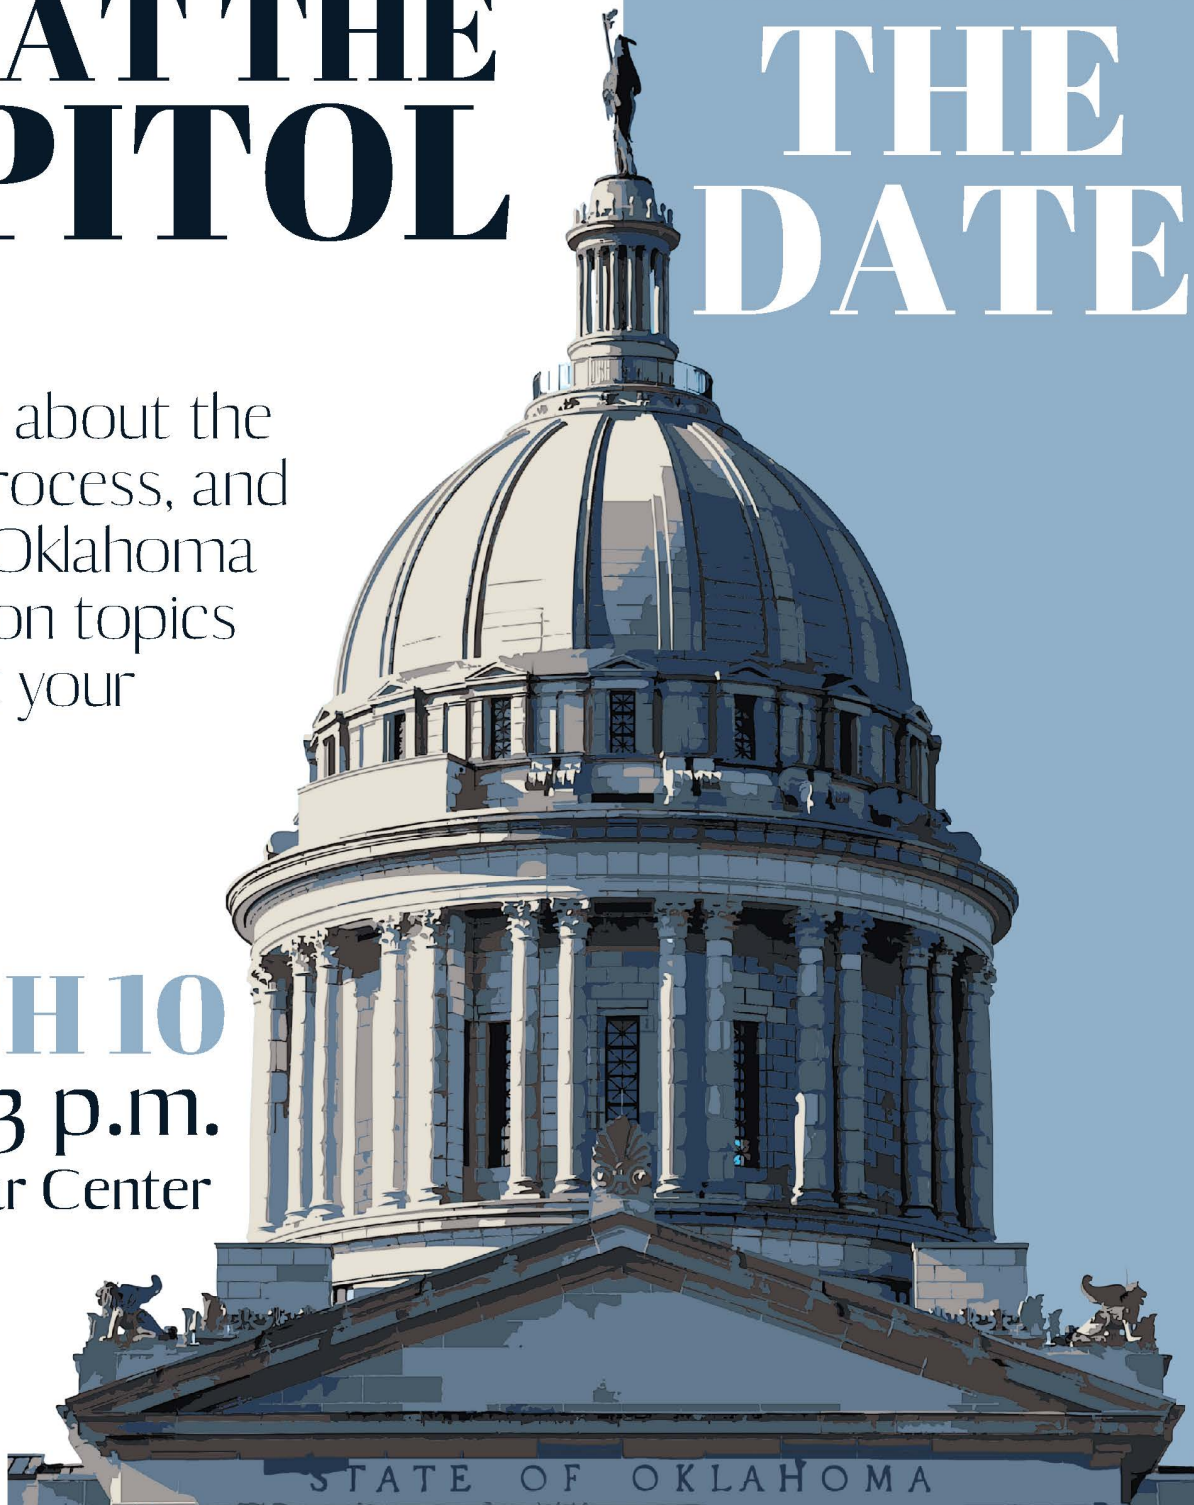 AT THE
PITOL
THE
DATE
about the
rocess, and
Oklahoma
on topics
your
H 10
3 p.m.
ar Center
STATE OF OKLAHOMA